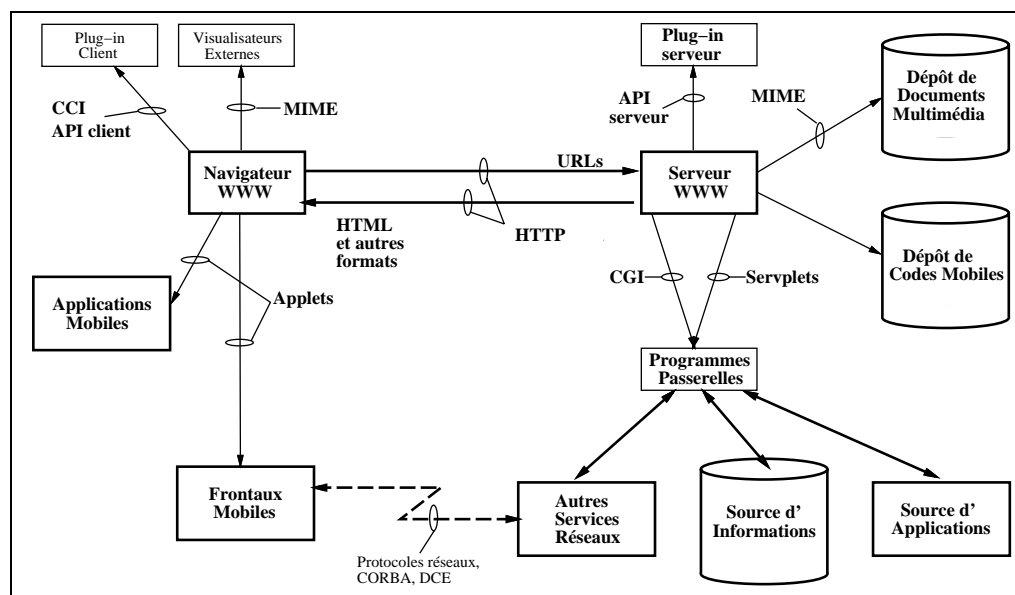 Plug-in
Client
Visualisateurs
Externes
Plug-in
serveur
Dépôt de
Documents
Multimédia
CCI
API client
MIME
API
serveur
MIME
Navigateur
WWW
URLs
Serveur
WWW
HTML
et autres
formats
HTTP
Dépôt de
Codes Mobiles
CGI
Servplets
Applications
Mobiles
Applets
Programmes
Passerelles
Frontaux
Mobiles
Autres
Services
Réseaux
Source d'
Informations
Source d'
Applications
Protocoles réseaux,
CORBA, DCE